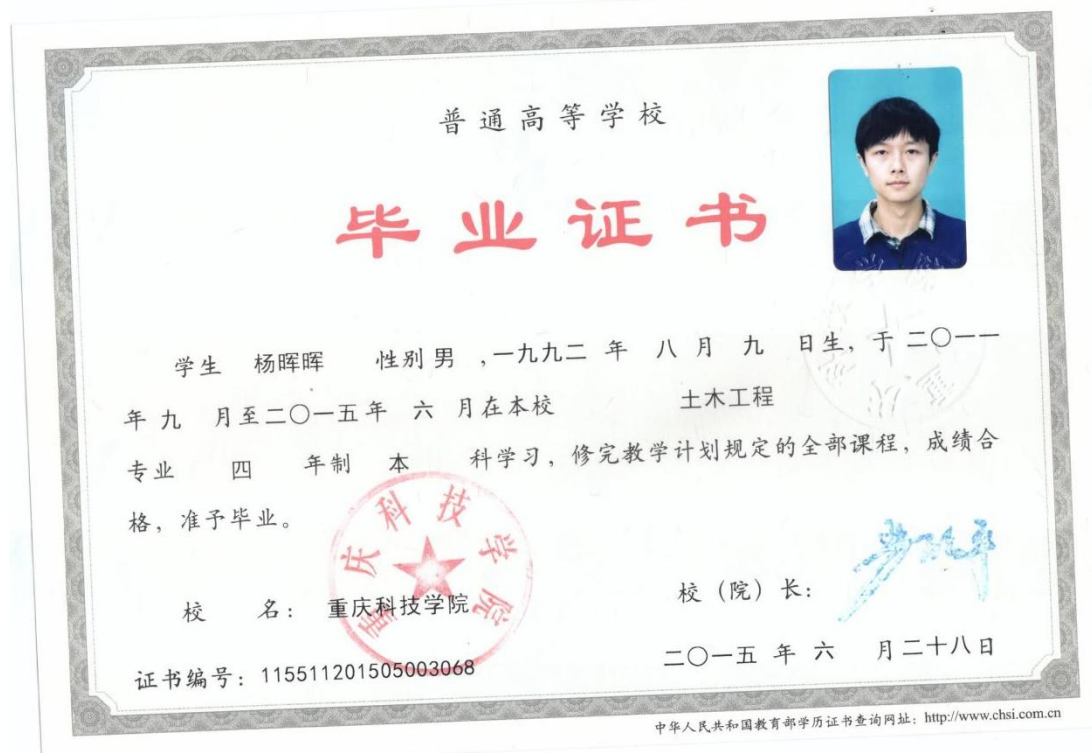 普通高等学校
毕业证书
学生 杨晖晖 性别 男 ,一九九二 年 八 月 九 日生, 于 二〇一一
年 九 月至二〇一五年 六 月在本校 土木工程
专业 四 年制 本 科学习, 修完教学计划规定的全部课程, 成绩合
格, 准予毕业。
重庆科技学院
校 名: 重庆科技学院
校（院）长:
证书编号: 115511201505003068
二〇一五 年 六 月二十八日
中华人民共和国教育部学历证书查询网址: http://www.chsi.com.cn